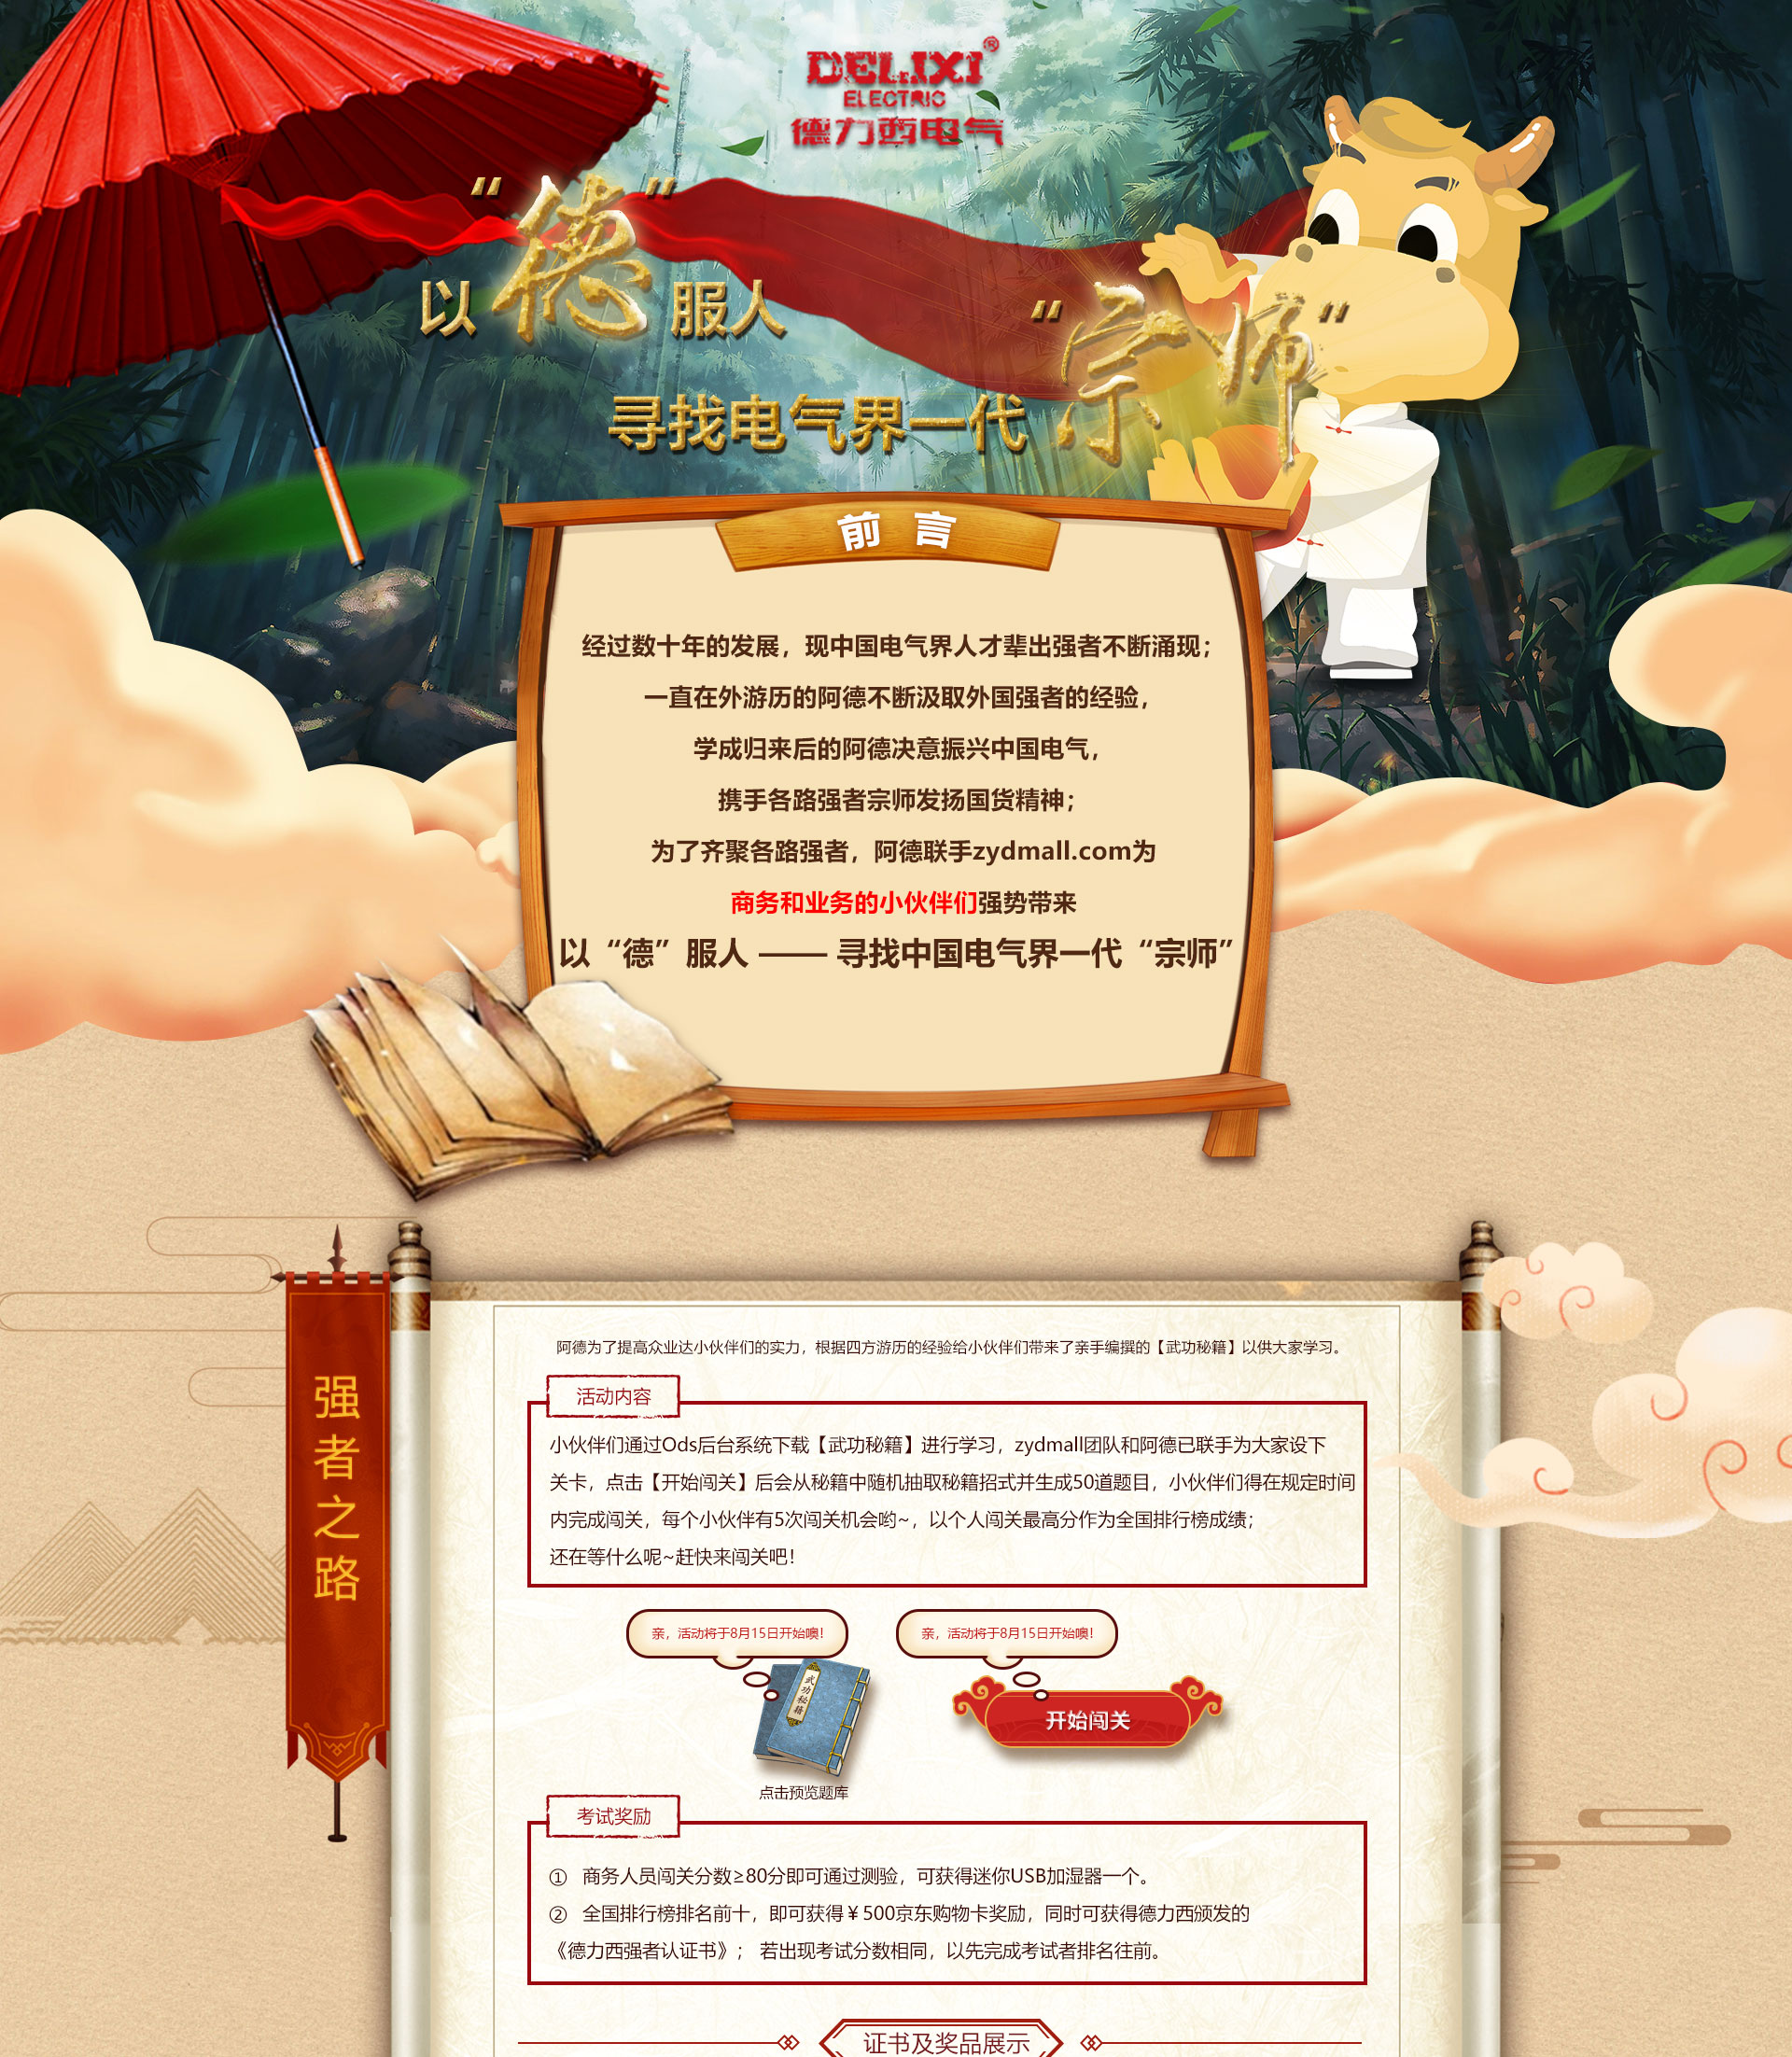 DELIXI®
ELECTRIC
德力西电气
以“德”服人
寻找电气界一代“宗师”
前言
经过数十年的发展，现中国电气界人才辈出强者不断涌现；
一直在外游历的阿德不断汲取外国强者的经验，
学成归来后的阿德决意振兴中国电气，
携手各路强者宗师发扬国货精神；
为了齐聚各路强者，阿德联手zydmall.com为
商务和业务的小伙伴们强势带来
以“德”服人 —— 寻找中国电气界一代“宗师”
强者之路
阿德为了提高众业达小伙伴们的实力，根据四方游历的经验给小伙伴们带来了亲手编撰的【武功秘籍】以供大家学习。
活动内容
小伙伴们通过Ods后台系统下载【武功秘籍】进行学习，zydmall团队和阿德已联手为大家设下
关卡，点击【开始闯关】后会从秘籍中随机抽取秘籍招式并生成50道题目，小伙伴们得在规定时间
内完成闯关，每个小伙伴有5次闯关机会哟~，以个人闯关最高分作为全国排行榜成绩；
还在等什么呢~赶快来闯关吧！
亲，活动将于8月15日开始噢！
亲，活动将于8月15日开始噢！
武功秘籍
开始闯关
点击预览题库
考试奖励
① 商务人员闯关分数≥80分即可通过测验，可获得迷你USB加湿器一个。
② 全国排行榜排名前十，即可获得￥500京东购物卡奖励，同时可获得德力西颁发的
《德力西强者认证书》； 若出现考试分数相同，以先完成考试者排名往前。
证书及奖品展示